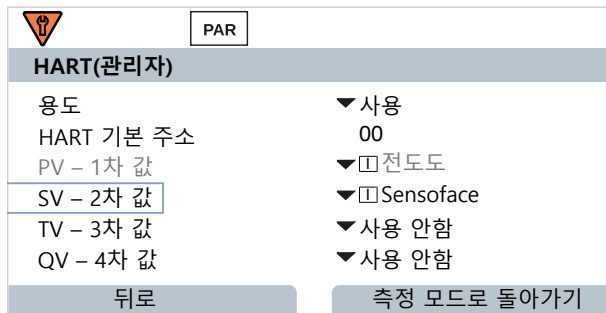 PAR
HART(관리자)
용도 ▼사용
HART 기본 주소 00
PV – 1차 값 ▼🄸전도도
SV – 2차 값 ▼🄸Sensoface
TV – 3차 값 ▼사용 안함
QV – 4차 값 ▼사용 안함
뒤로 측정 모드로 돌아가기